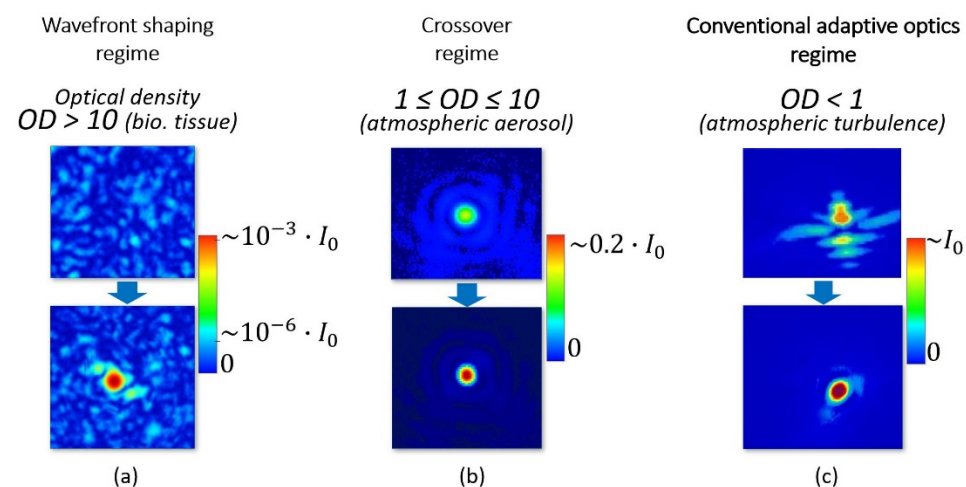 Wavefront shaping
regime
Optical density
OD > 10 (bio. tissue)
~10⁻³ · I₀
~10⁻⁶ · I₀
0
(a)
Crossover
regime
1 ≤ OD ≤ 10
(atmospheric aerosol)
~0.2 · I₀
0
(b)
Conventional adaptive optics
regime
OD < 1
(atmospheric turbulence)
~I₀
0
(c)